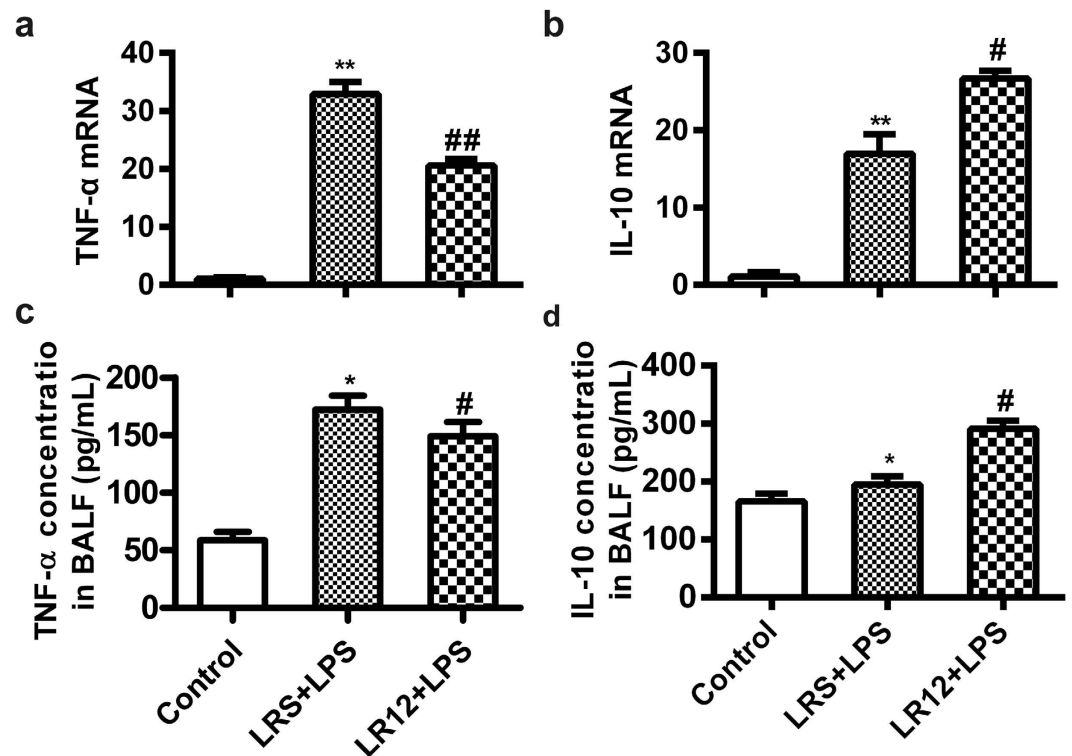 a
TNF-α mRNA
40
30
20
10
0
**
##
b
IL-10 mRNA
30
20
10
0
**
#
c
TNF-α concentratio
in BALF (pg/mL)
200
150
100
50
0
*
#
Control
LRS+LPS
LR12+LPS
d
IL-10 concentratio
in BALF (pg/mL)
400
300
200
100
0
*
#
Control
LRS+LPS
LR12+LPS